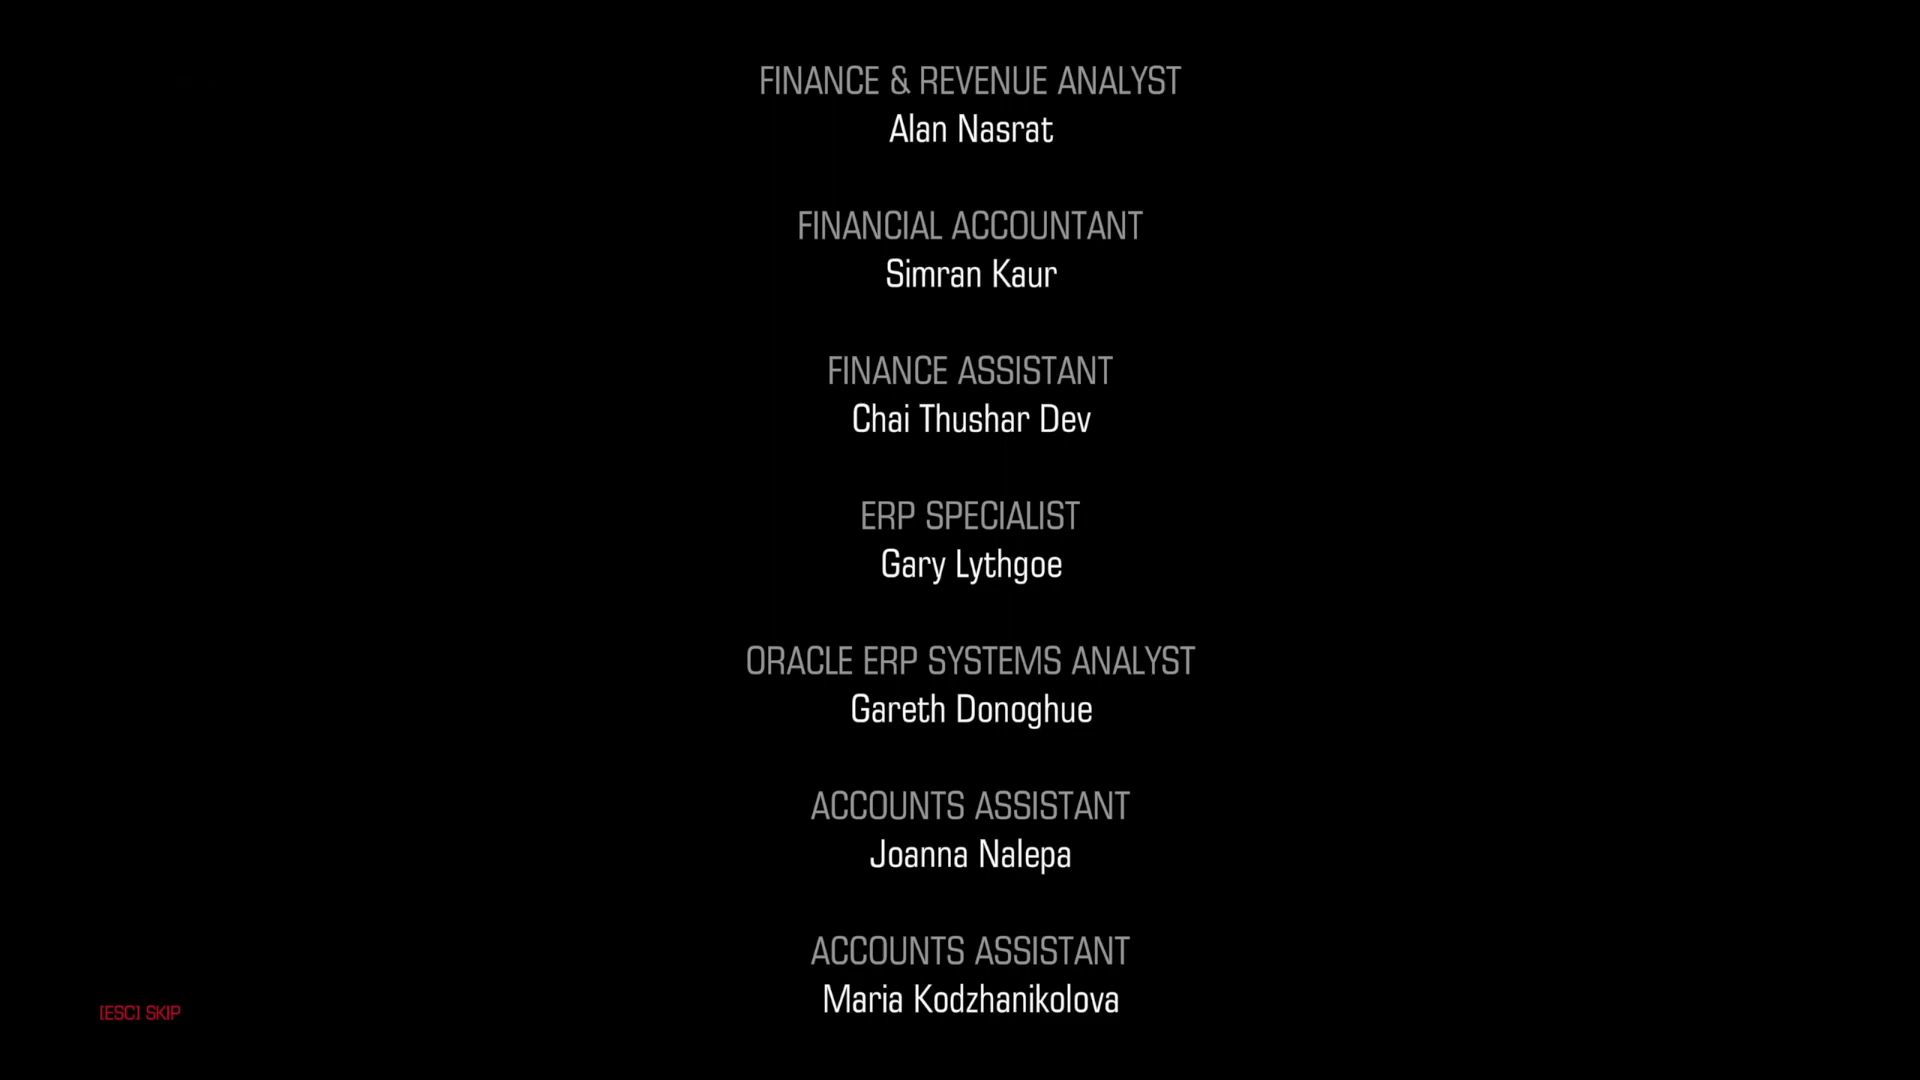 FINANCE & REVENUE ANALYST
Alan Nasrat
FINANCIAL ACCOUNTANT
Simran Kaur
FINANCE ASSISTANT
Chai Thushar Dev
ERP SPECIALIST
Gary Lythgoe
ORACLE ERP SYSTEMS ANALYST
Gareth Donoghue
ACCOUNTS ASSISTANT
Joanna Nalepa
ACCOUNTS ASSISTANT
Maria Kodzhanikolova
[ESC] SKIP